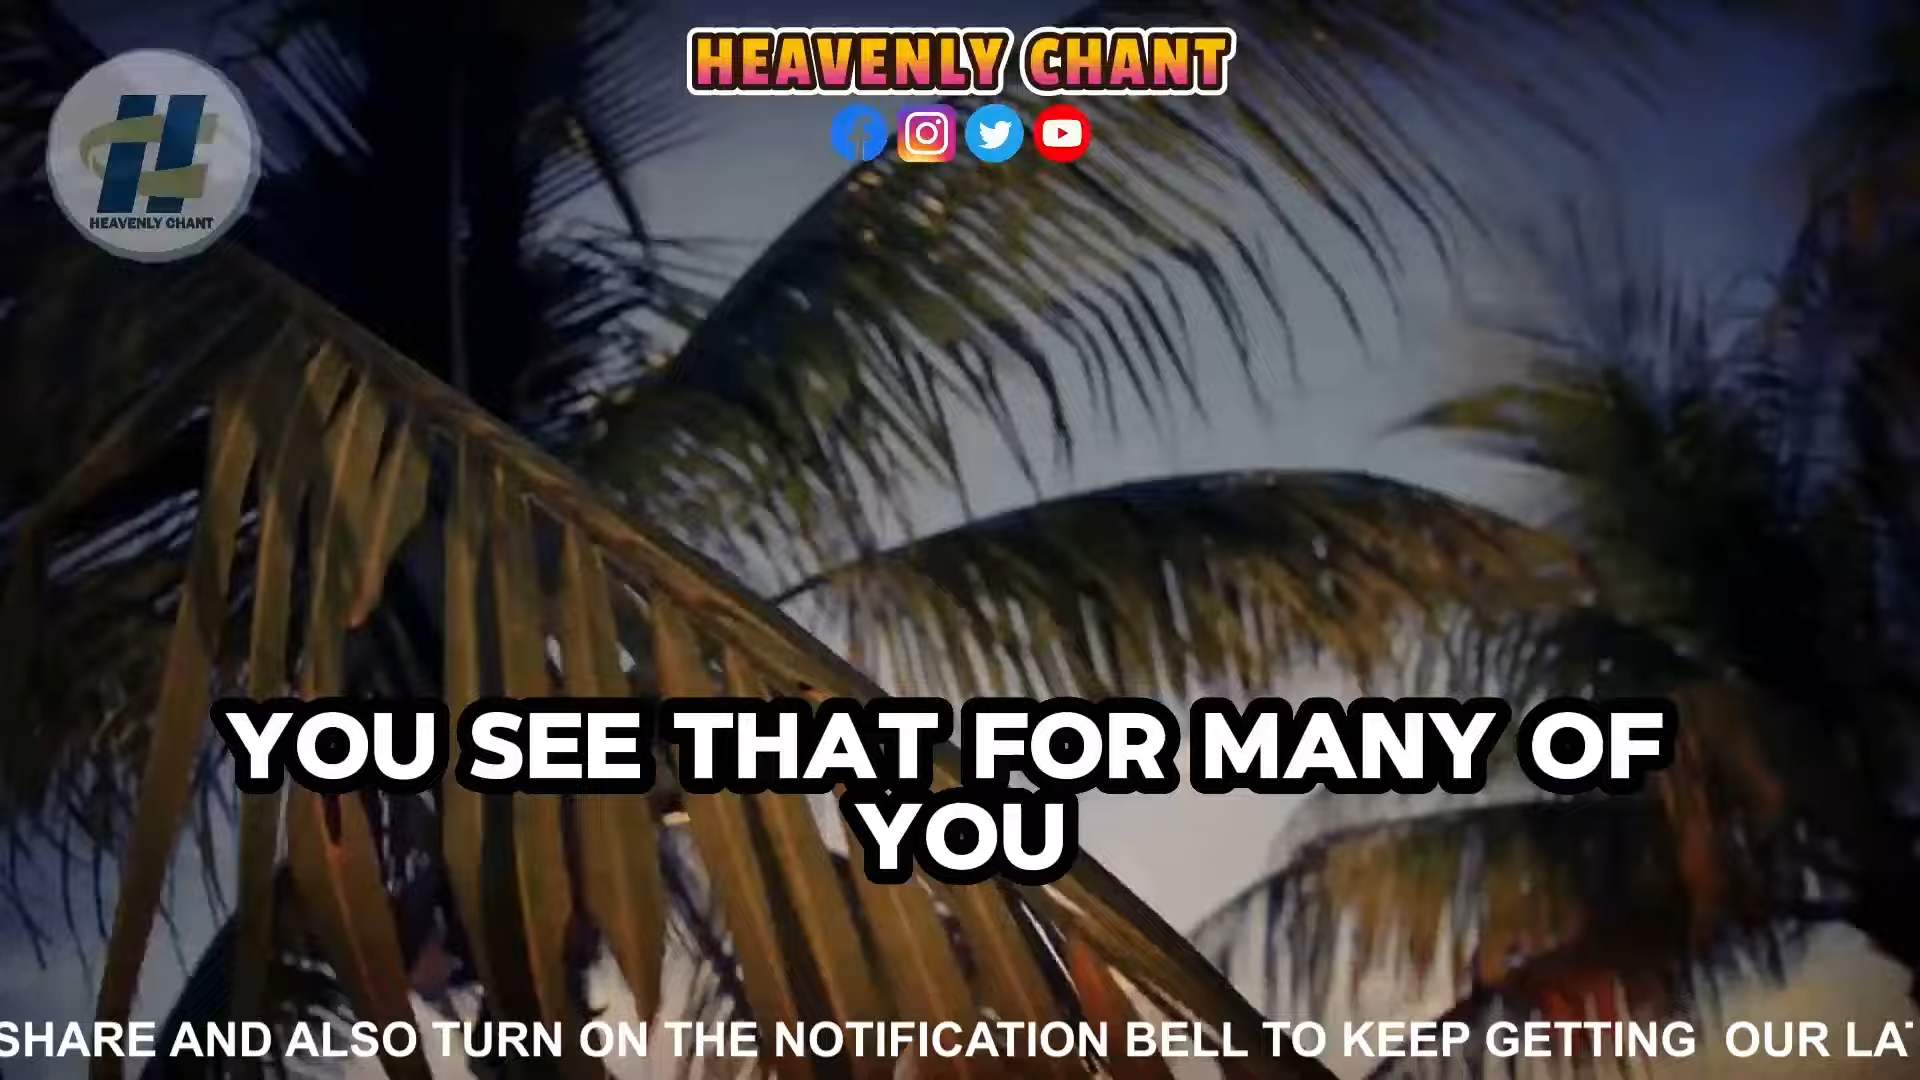 HEAVENLY CHANT
HEAVENLY CHANT
YOU SEE THAT FOR MANY OF
YOU
SHARE AND ALSO TURN ON THE NOTIFICATION BELL TO KEEP GETTING OUR